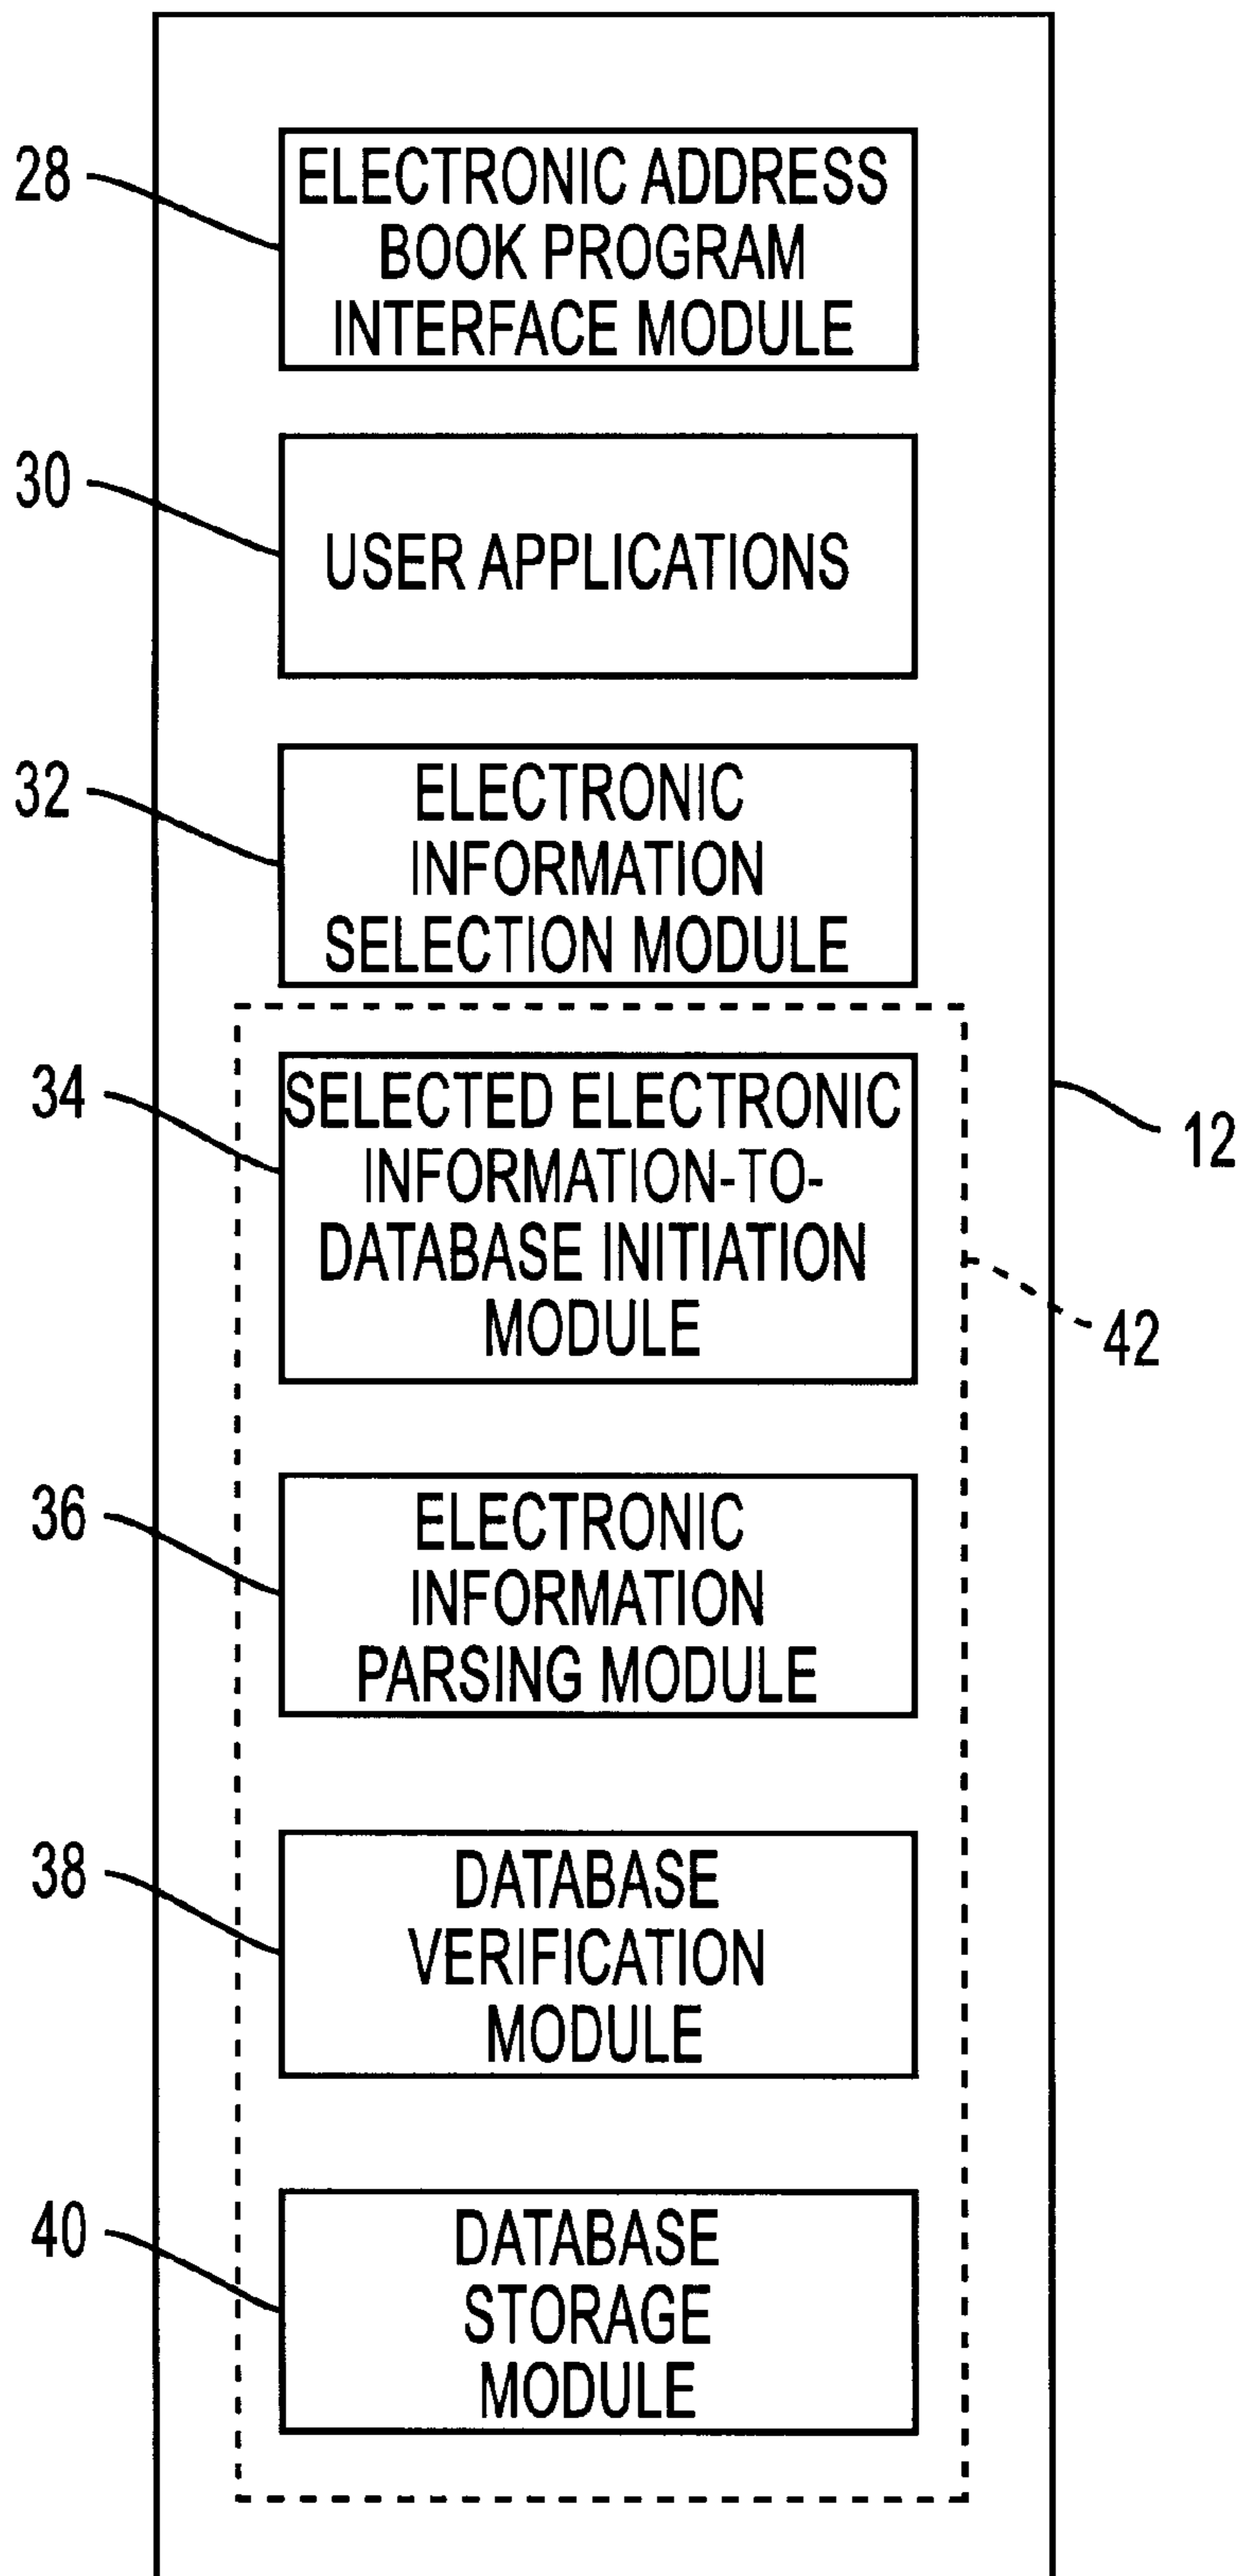 28
ELECTRONIC ADDRESS
BOOK PROGRAM
INTERFACE MODULE
30
USER APPLICATIONS
32
ELECTRONIC
INFORMATION
SELECTION MODULE
34
SELECTED ELECTRONIC
INFORMATION-TO-
DATABASE INITIATION
MODULE
12
42
36
ELECTRONIC
INFORMATION
PARSING MODULE
38
DATABASE
VERIFICATION
MODULE
40
DATABASE
STORAGE
MODULE